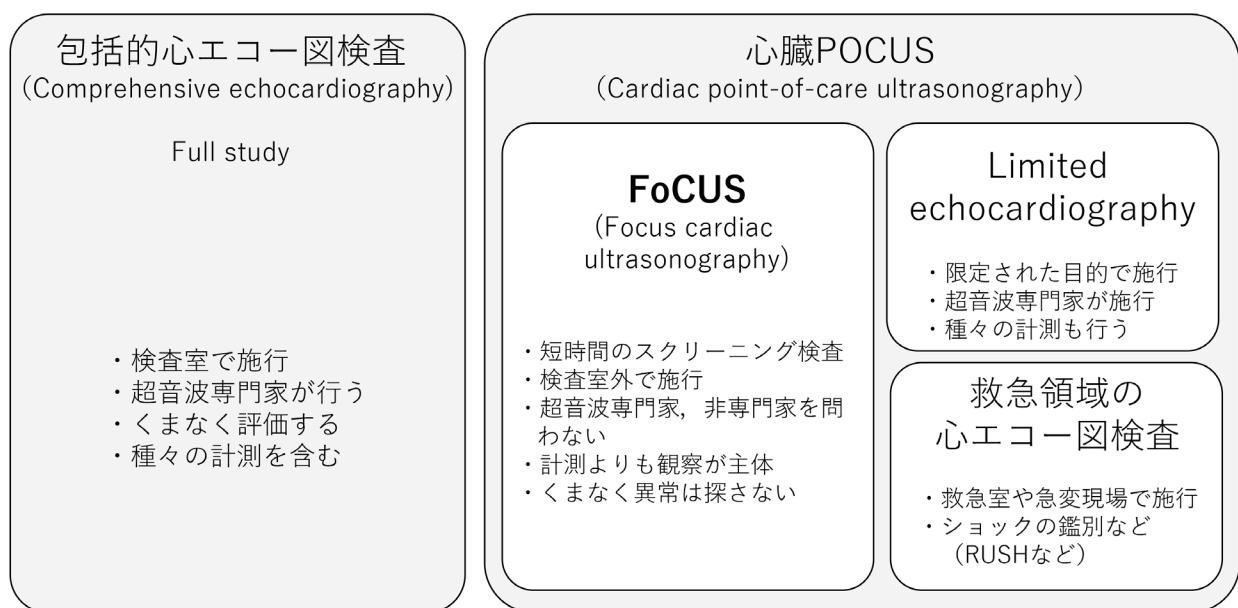 包括的心エコー図検査
(Comprehensive echocardiography)
Full study
・検査室で施行
・超音波専門家が行う
・くまなく評価する
・種々の計測を含む
心臓POCUS
(Cardiac point-of-care ultrasonography)
FoCUS
(Focus cardiac
ultrasonography)
・短時間のスクリーニング検査
・検査室外で施行
・超音波専門家，非専門家を問
わない
・計測よりも観察が主体
・くまなく異常は探さない
Limited
echocardiography
・限定された目的で施行
・超音波専門家が施行
・種々の計測も行う
救急領域の
心エコー図検査
・救急室や急変現場で施行
・ショックの鑑別など
（RUSHなど）